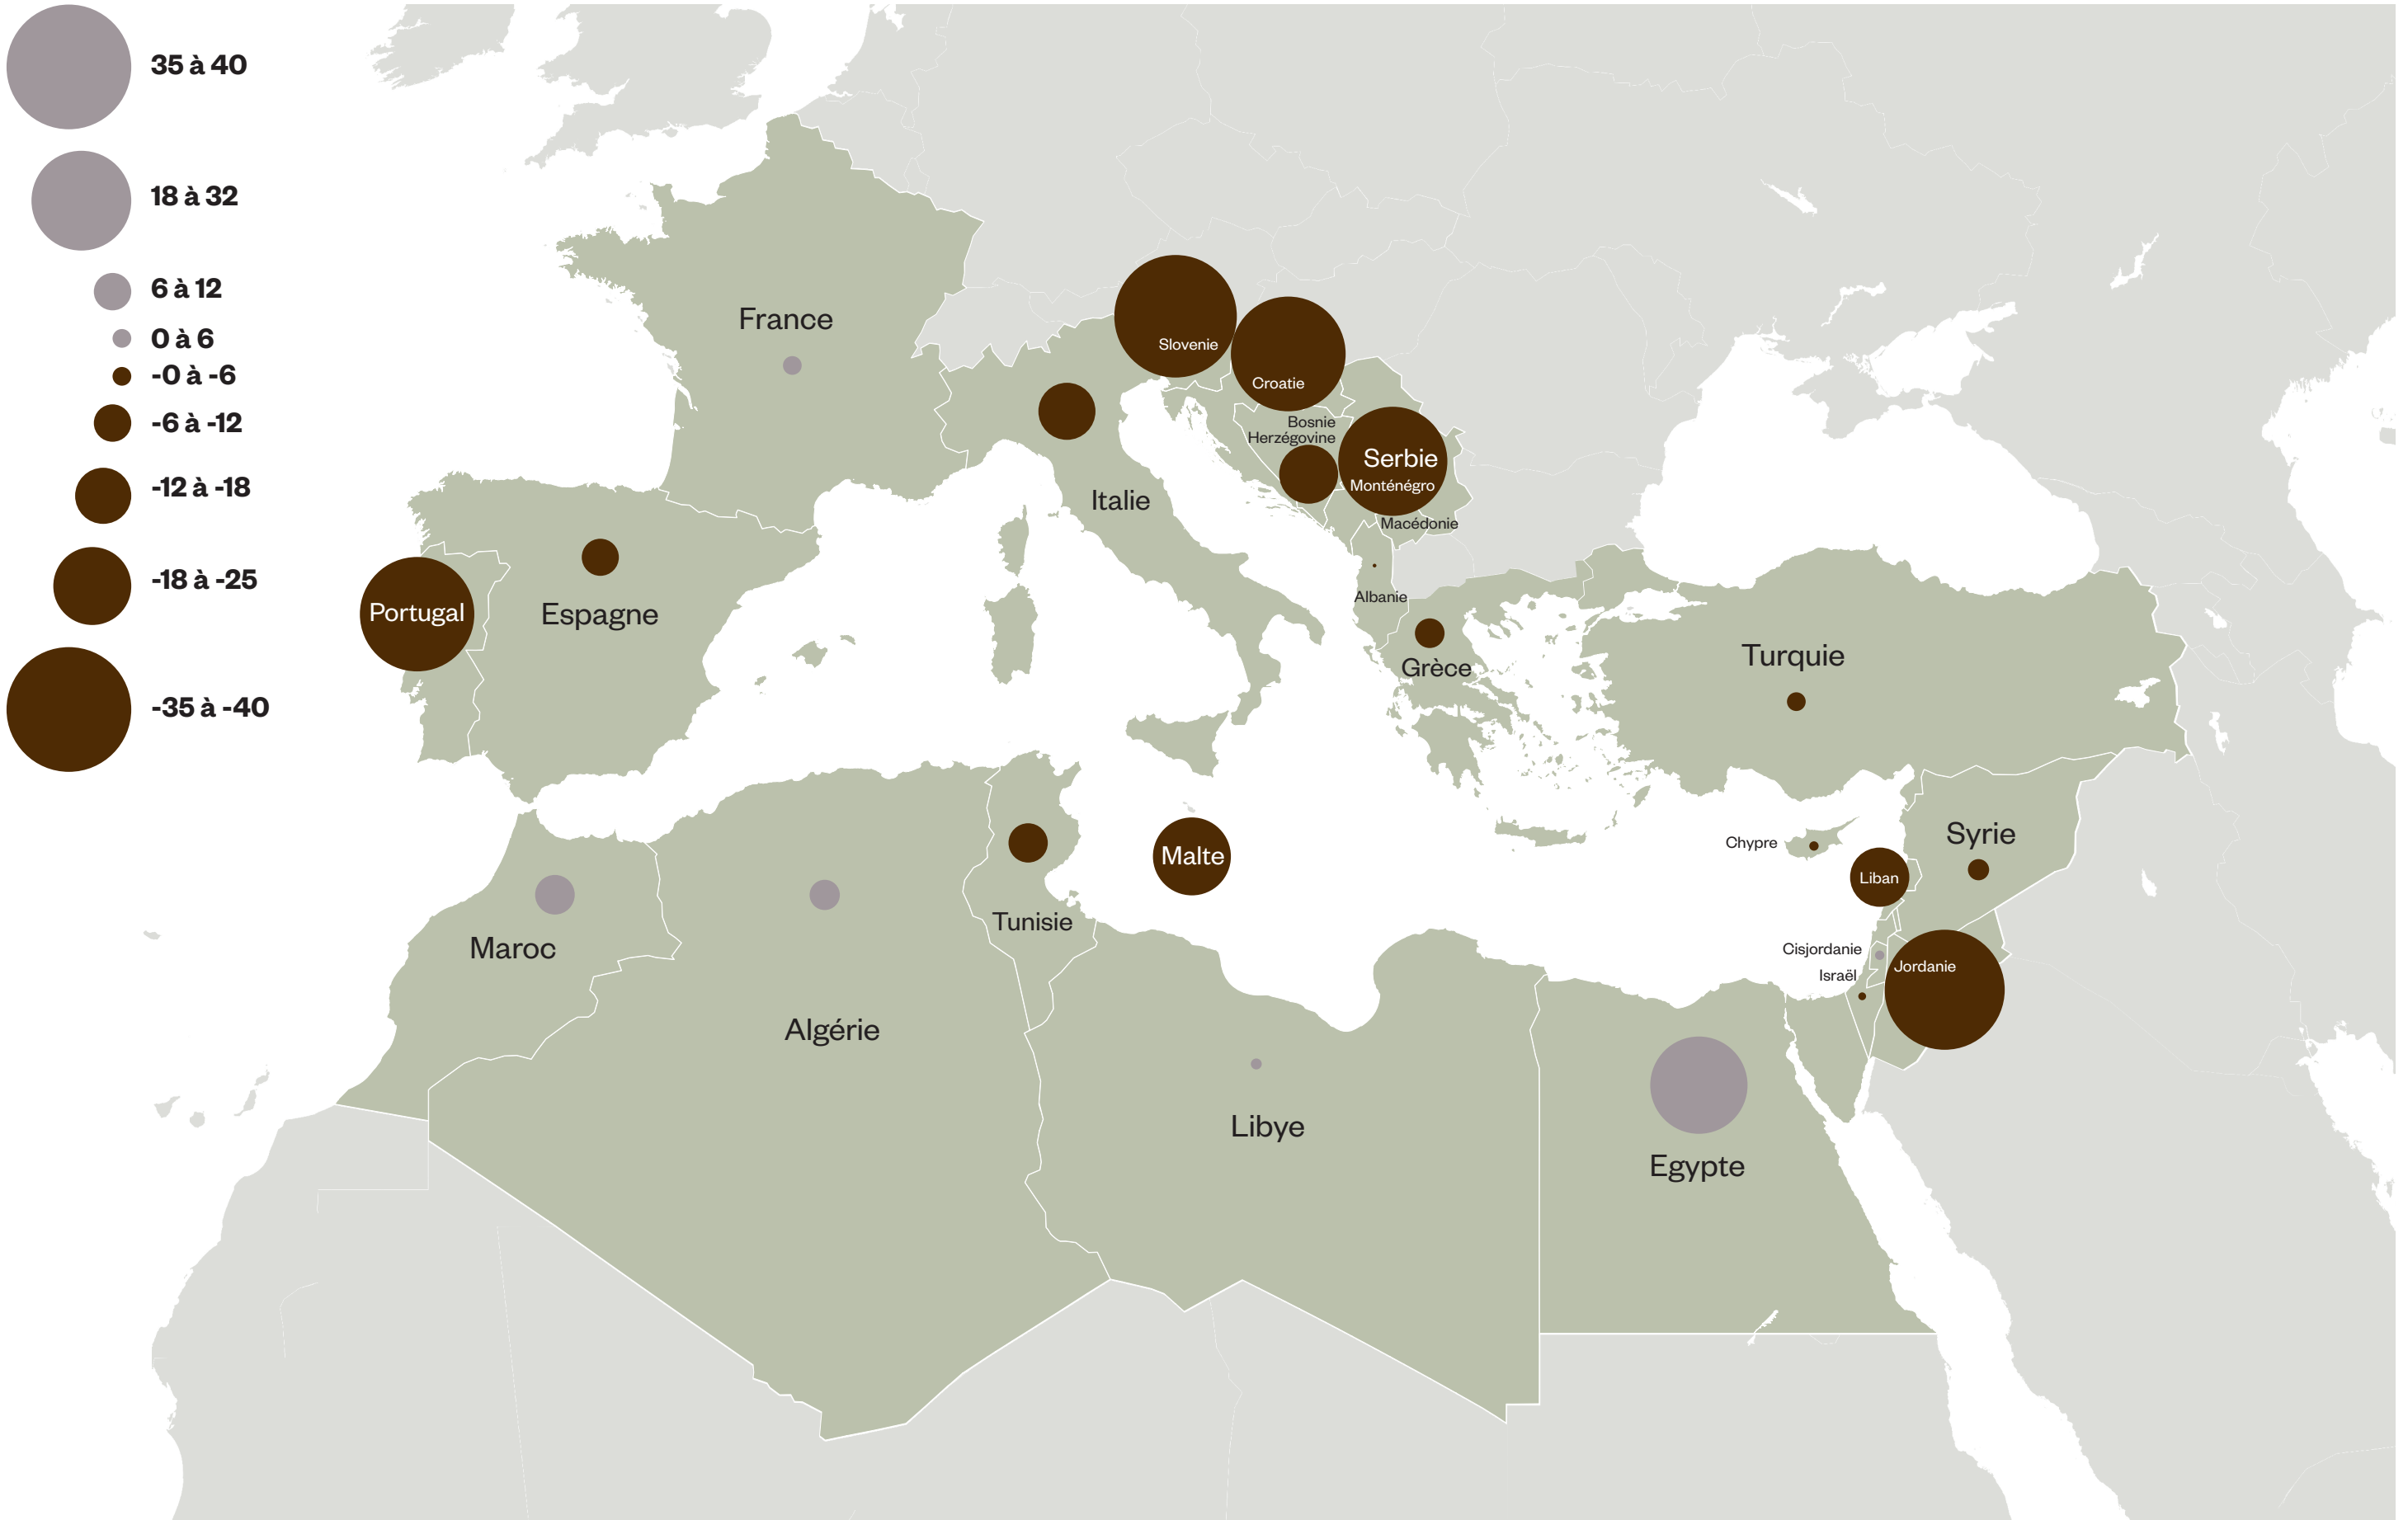 35 à 40
18 à 32
6 à 12
0 à 6
-0 à -6
-6 à -12
-12 à -18
-18 à -25
-35 à -40
France
Slovenie
Croatie
Bosnie
Herzégovine
Serbie
Monténégro
Italie
Macédonie
Albanie
Portugal
Espagne
Grèce
Turquie
Chypre
Syrie
Malte
Liban
Tunisie
Maroc
Cisjordanie
Israël
Jordanie
Algérie
Libye
Egypte